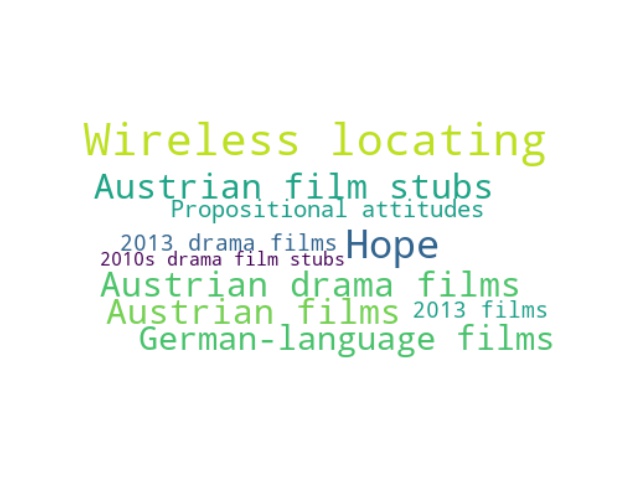 Wireless locating
Austrian film stubs
Propositional attitudes
2013 drama films
Hope
2010s drama film stubs
Austrian drama films
Austrian films
2013 films
German-language films